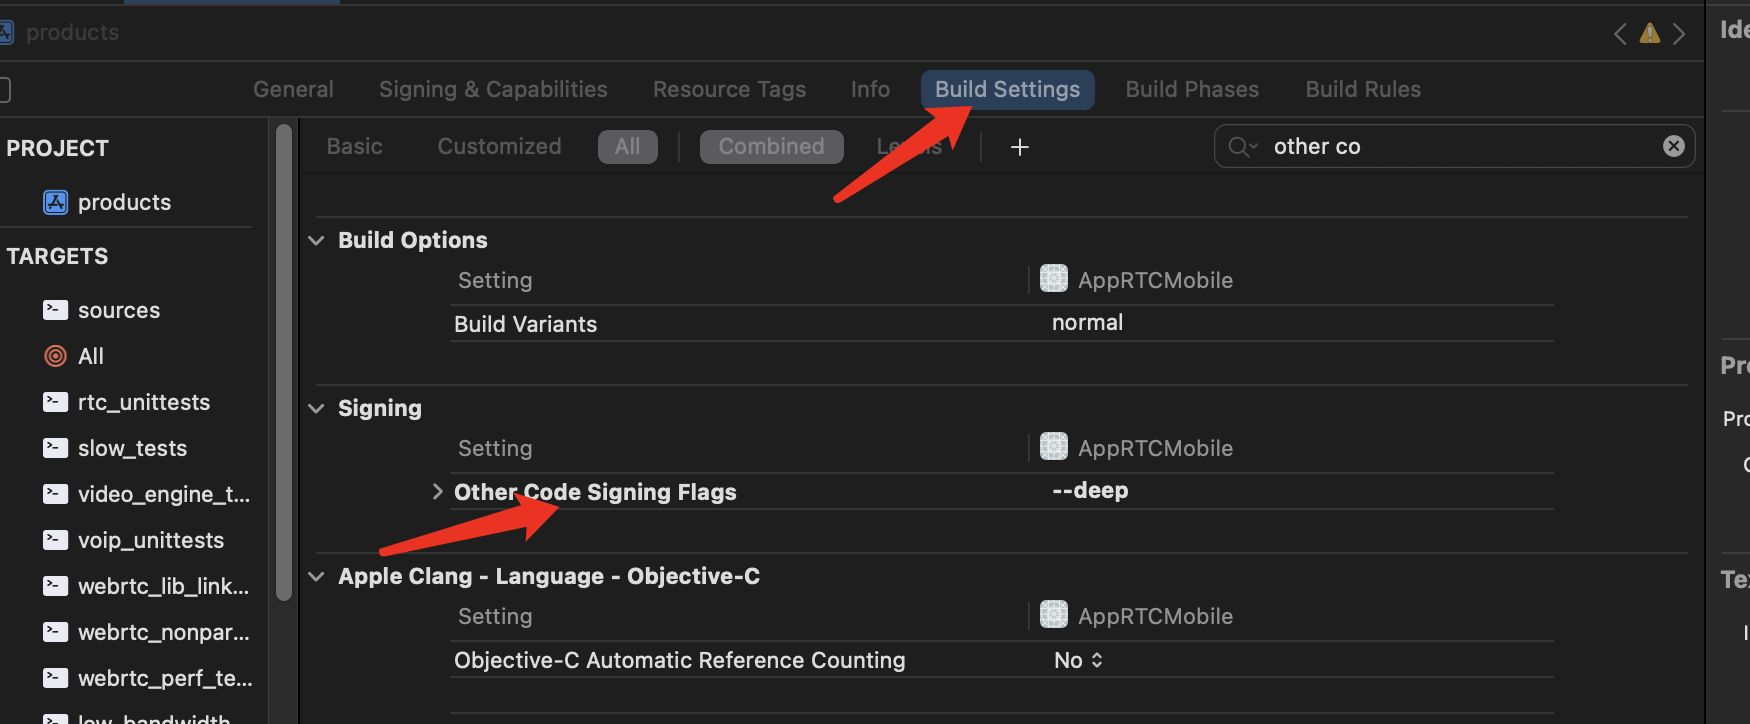 products
Ide
General Signing & Capabilities Resource Tags Info Build Settings Build Phases Build Rules
PROJECT
products
TARGETS
sources
All
rtc_unittests
slow_tests
video_engine_t...
voip_unittests
webrtc_lib_link...
webrtc_nonpar...
webrtc_perf_te...
low_bandwidth
Basic Customized All Combined Levels + other co
Build Options
Setting AppRTCMobile
Build Variants normal
Signing
Setting AppRTCMobile
Other Code Signing Flags --deep
Apple Clang - Language - Objective-C
Setting AppRTCMobile
Objective-C Automatic Reference Counting No
Pro
Te